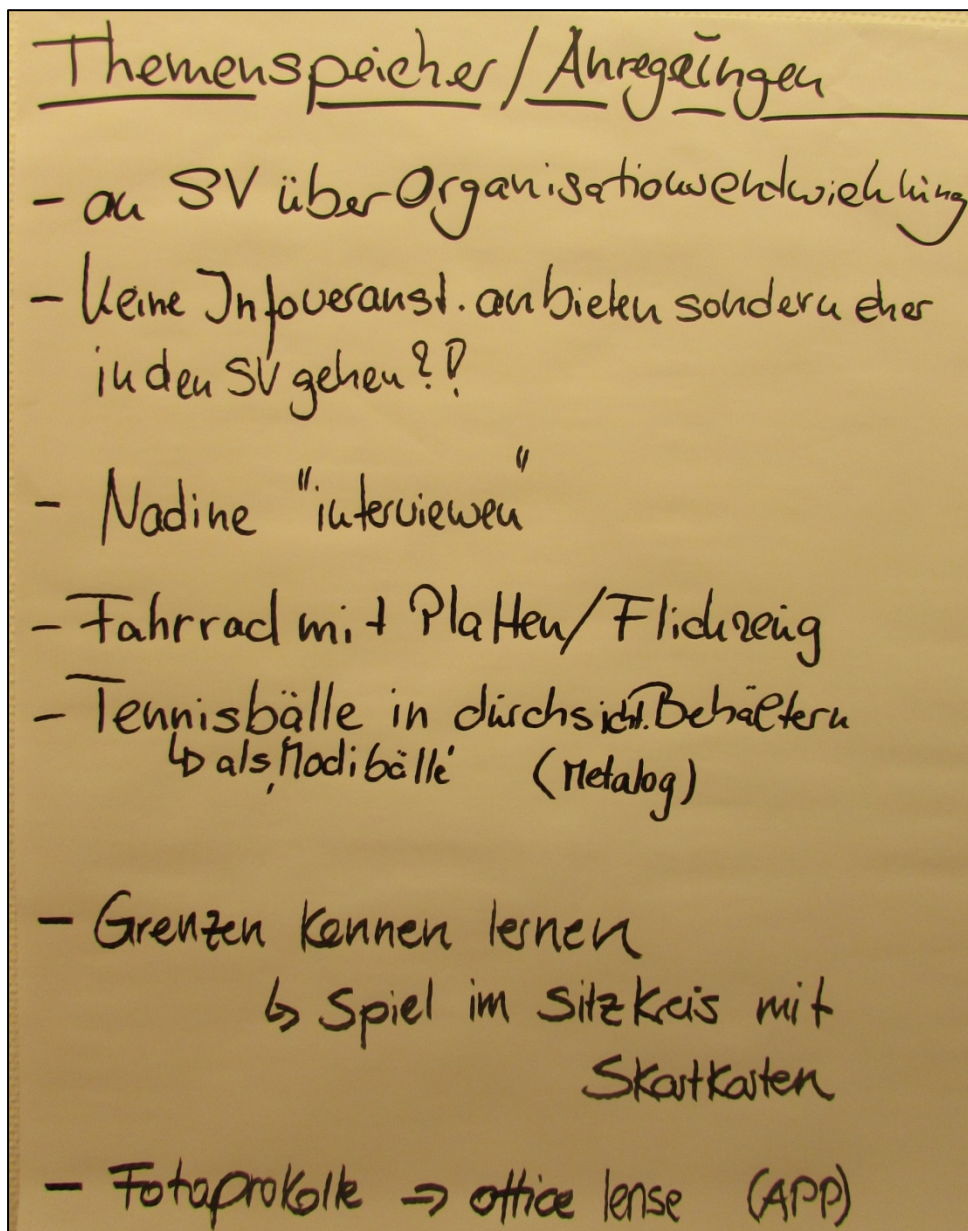 Themenspeicher / Anregungen
- an SV über Organisationsentwicklung
- Keine Infoveranst. anbieten sondern eher
in den SV gehen??
- Nadine "interviewen"
- Fahrrad mit Platten/Flickzeug
- Tennisbälle in durchsicht. Behältern
↳ als "Modibälle" (Metalog)
- Grenzen kennen lernen
↳ Spiel im Sitzkreis mit
Skatkarten
- Fotoprokolle ⇒ office lense (APP)